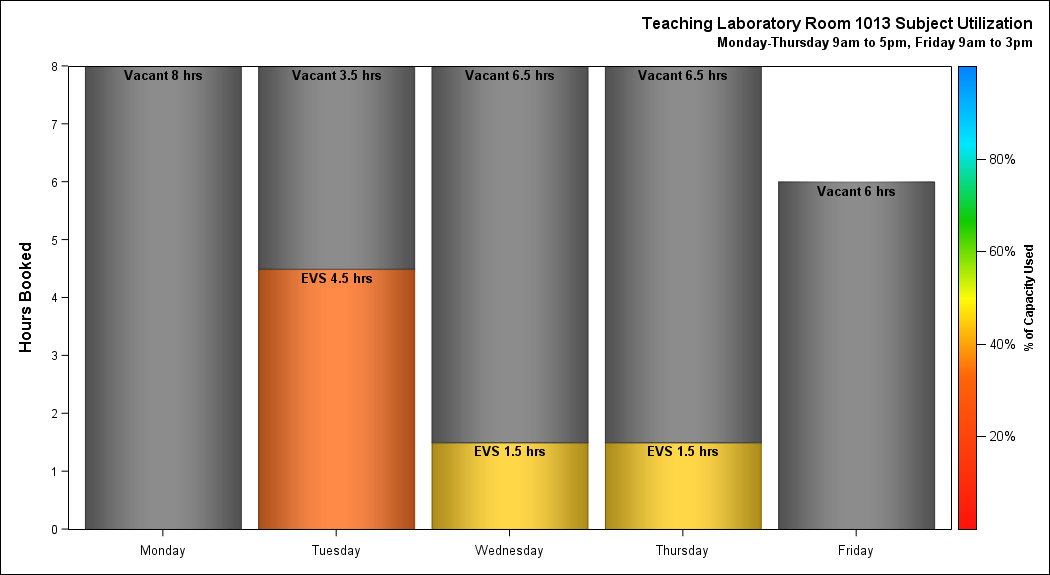 Teaching Laboratory Room 1013 Subject Utilization
Monday-Thursday 9am to 5pm, Friday 9am to 3pm
Hours Booked
8
7
6
5
4
3
2
1
0
Vacant 8 hrs
Vacant 3.5 hrs
Vacant 6.5 hrs
Vacant 6.5 hrs
Vacant 6 hrs
EVS 4.5 hrs
EVS 1.5 hrs
EVS 1.5 hrs
Monday
Tuesday
Wednesday
Thursday
Friday
80%
60%
40%
20%
% of Capacity Used